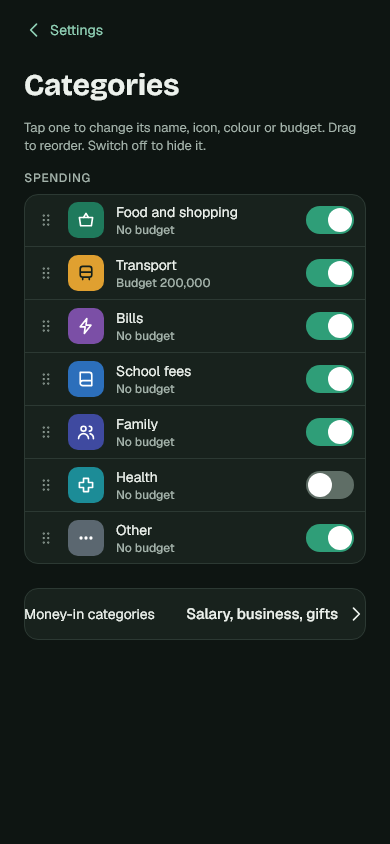 Settings
Categories
Tap one to change its name, icon, colour or budget. Drag
to reorder. Switch off to hide it.
SPENDING
Food and shopping
No budget
Transport
Budget 200,000
Bills
No budget
School fees
No budget
Family
No budget
Health
No budget
Other
No budget
Money-in categories Salary, business, gifts